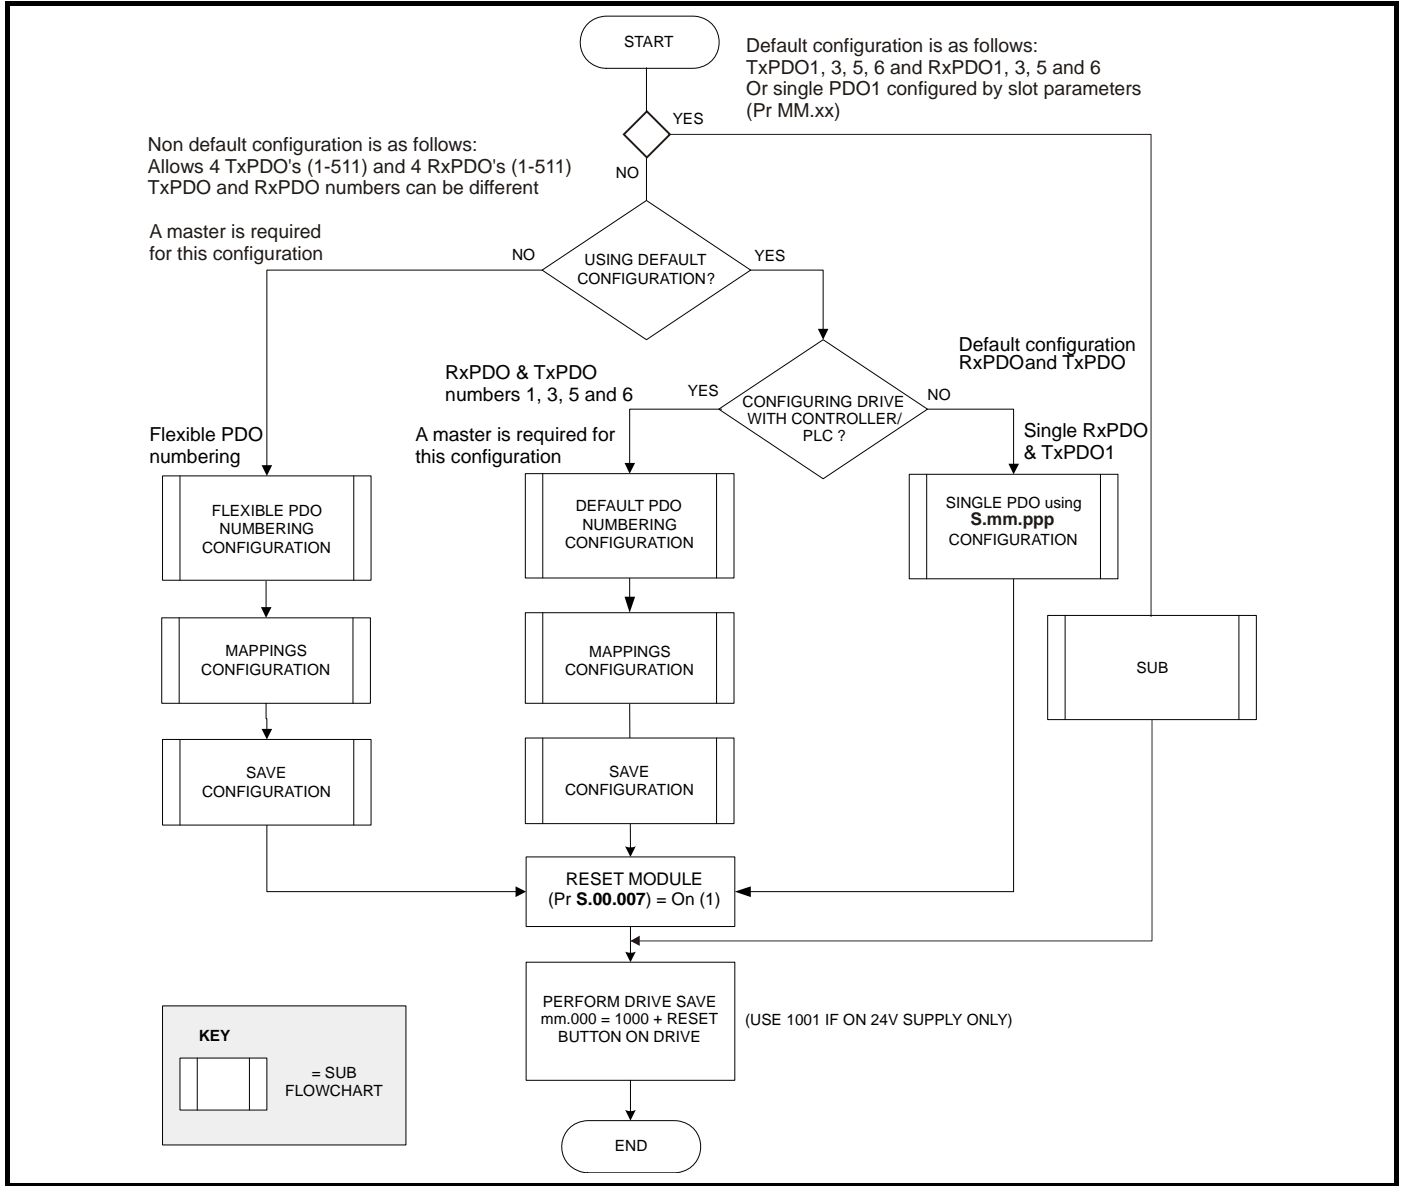 START
Default configuration is as follows:
TxPDO1, 3, 5, 6 and RxPDO1, 3, 5 and 6
Or single PDO1 configured by slot parameters
(Pr MM.xx)
YES
NO
Non default configuration is as follows:
Allows 4 TxPDO's (1-511) and 4 RxPDO's (1-511)
TxPDO and RxPDO numbers can be different
A master is required
for this configuration
NO
USING DEFAULT
CONFIGURATION?
YES
Default configuration
RxPDOand TxPDO
RxPDO & TxPDO
numbers 1, 3, 5 and 6
YES
CONFIGURING DRIVE
WITH CONTROLLER/
PLC ?
NO
Flexible PDO
numbering
A master is required for
this configuration
Single RxPDO
& TxPDO1
FLEXIBLE PDO
NUMBERING
CONFIGURATION
DEFAULT PDO
NUMBERING
CONFIGURATION
SINGLE PDO using
S.mm.ppp
CONFIGURATION
MAPPINGS
CONFIGURATION
MAPPINGS
CONFIGURATION
SUB
SAVE
CONFIGURATION
SAVE
CONFIGURATION
RESET MODULE
(Pr S.00.007) = On (1)
PERFORM DRIVE SAVE
mm.000 = 1000 + RESET
BUTTON ON DRIVE
(USE 1001 IF ON 24V SUPPLY ONLY)
KEY
= SUB
FLOWCHART
END